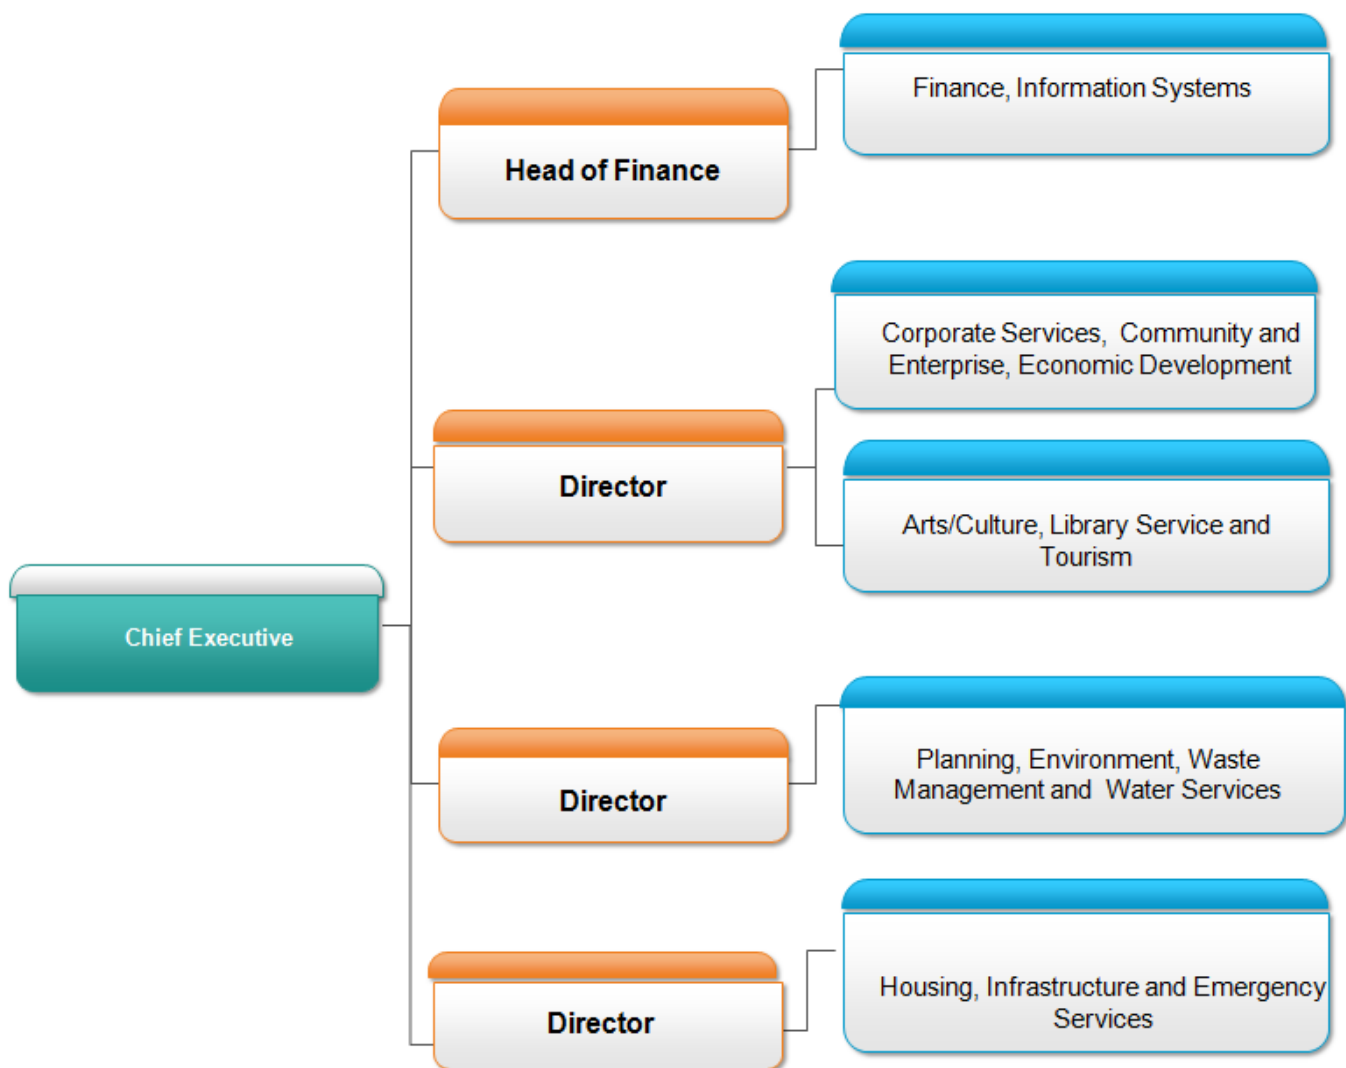 Finance, Information Systems
Head of Finance
Corporate Services, Community and
Enterprise, Economic Development
Director
Arts/Culture, Library Service and
Tourism
Chief Executive
Planning, Environment, Waste
Management and Water Services
Director
Housing, Infrastructure and Emergency
Services
Director